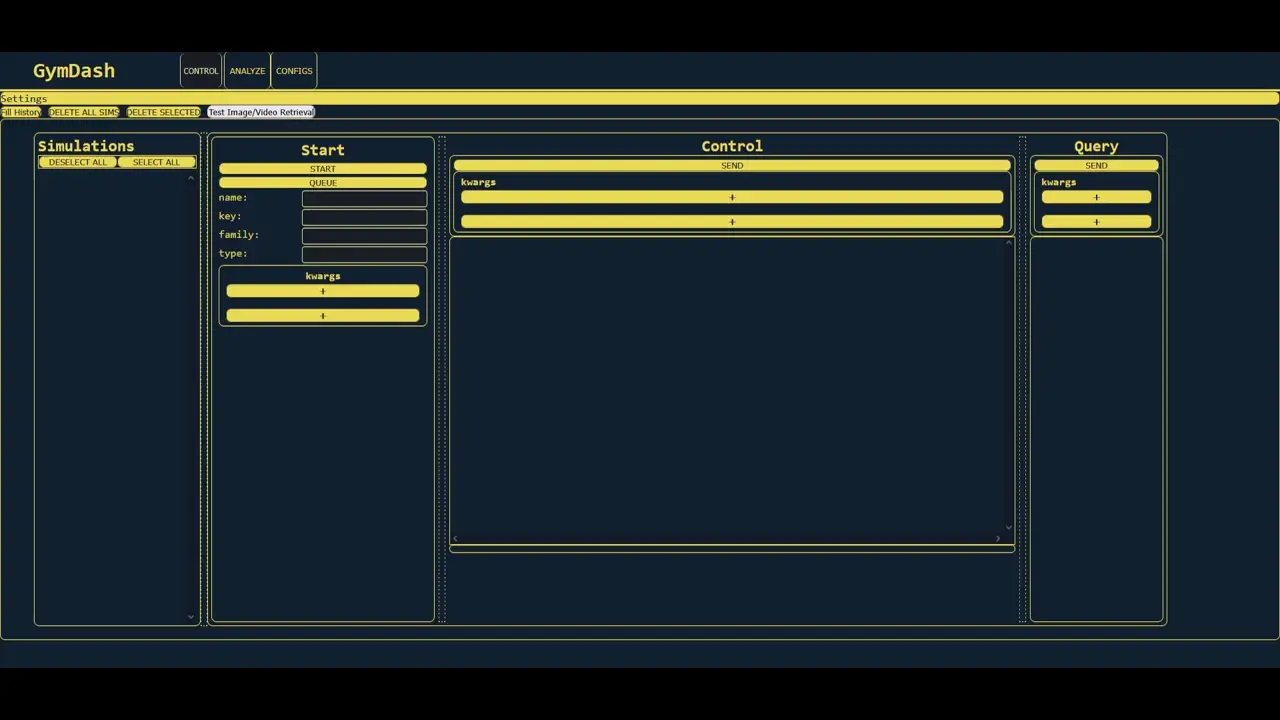 GymDash
CONTROL ANALYZE CONFIGS
Settings
Fill History DELETE ALL SIMS DELETE SELECTED Test Image/Video Retrieval
Simulations
DESELECT ALL SELECT ALL
Start
START
QUEUE
name:
key:
family:
type:
kwargs
+
+
Control
SEND
kwargs
+
+
Query
SEND
kwargs
+
+